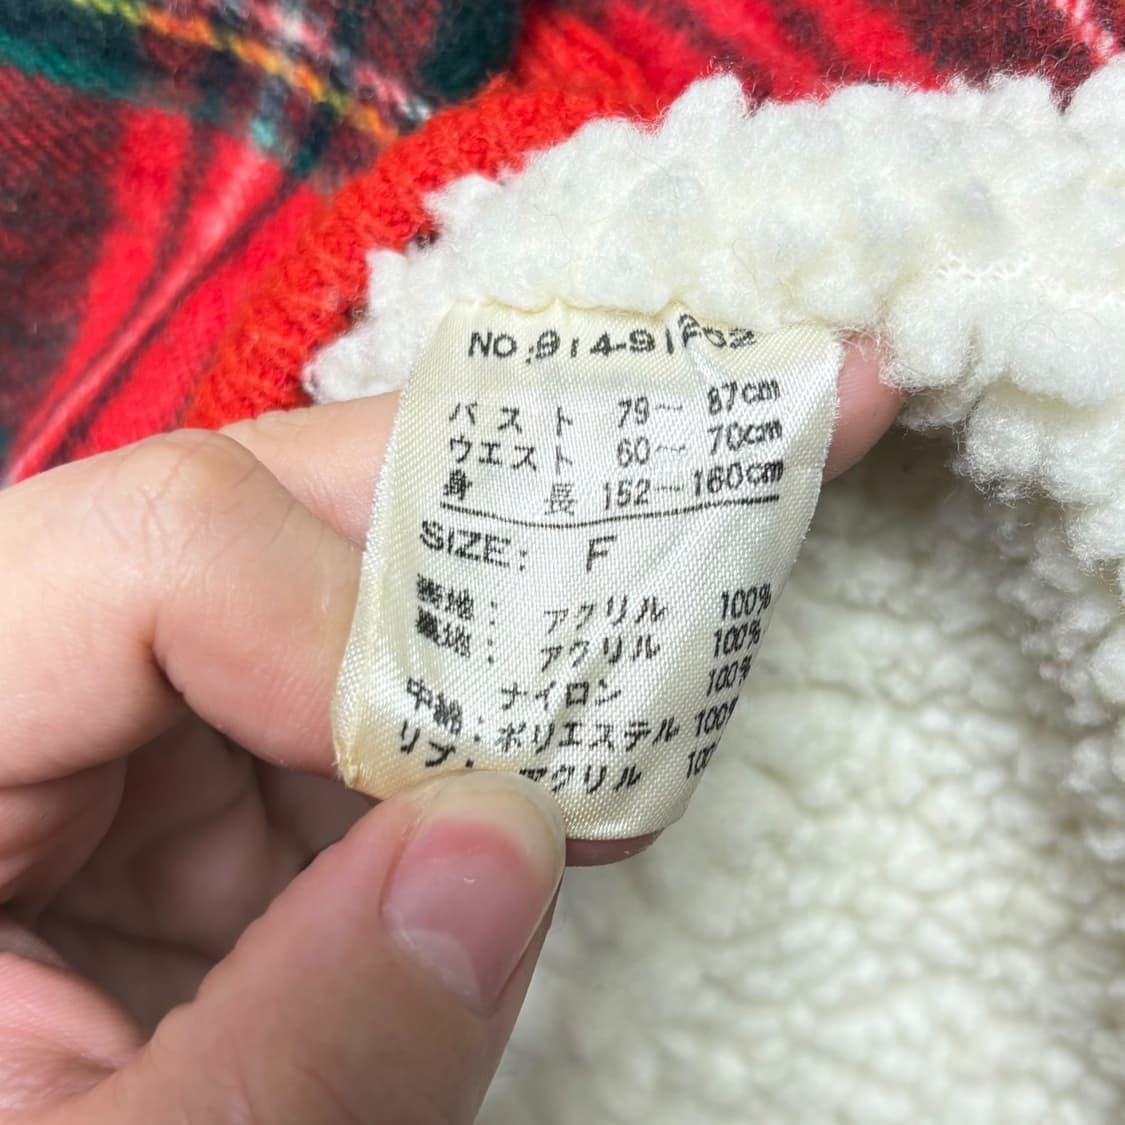 NO.914-91F02
バスト 79〜87cm
ウエスト 60〜70cm
身長 152〜160cm
SIZE: F
表地: アクリル 100%
裏地: アクリル 100%
ナイロン 100%
中綿: ポリエステル 100%
リブ: アクリル